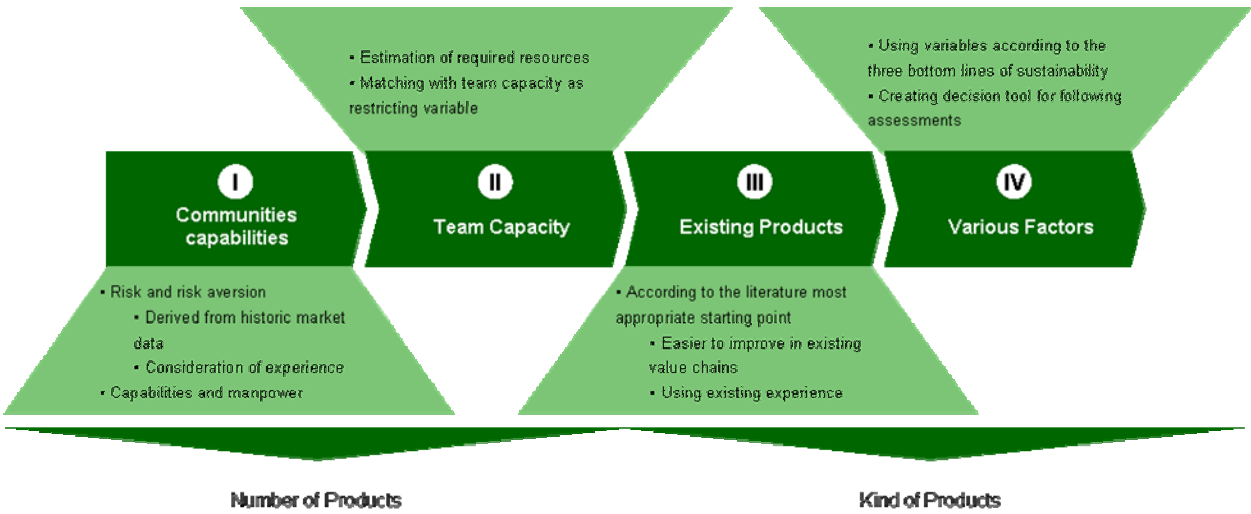 • Estimation of required resources
• Matching with team capacity as
restricting variable
• Using variables according to the
three bottom lines of sustainability
• Creating decision tool for following
assessments
I
Communities
capabilities
II
Team Capacity
III
Existing Products
IV
Various Factors
• Risk and risk aversion
• Derived from historic market
data
• Consideration of experience
• Capabilities and manpower
• According to the literature most
appropriate starting point
• Easier to improve in existing
value chains
• Using existing experience
Number of Products
Kind of Products